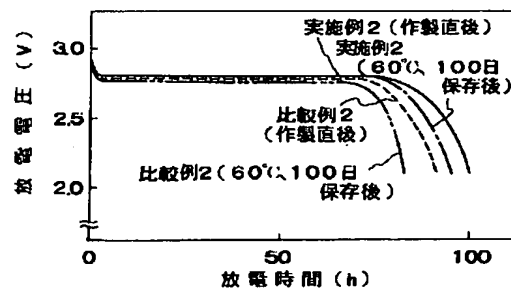 実施例2(作製直後)
実施例2
(60℃、100日
保存後)
比較例2
(作製直後)
比較例2(60℃、100日
保存後)
放電電圧 (V)
3.0
2.5
2.0
0
50
100
放電時間(h)